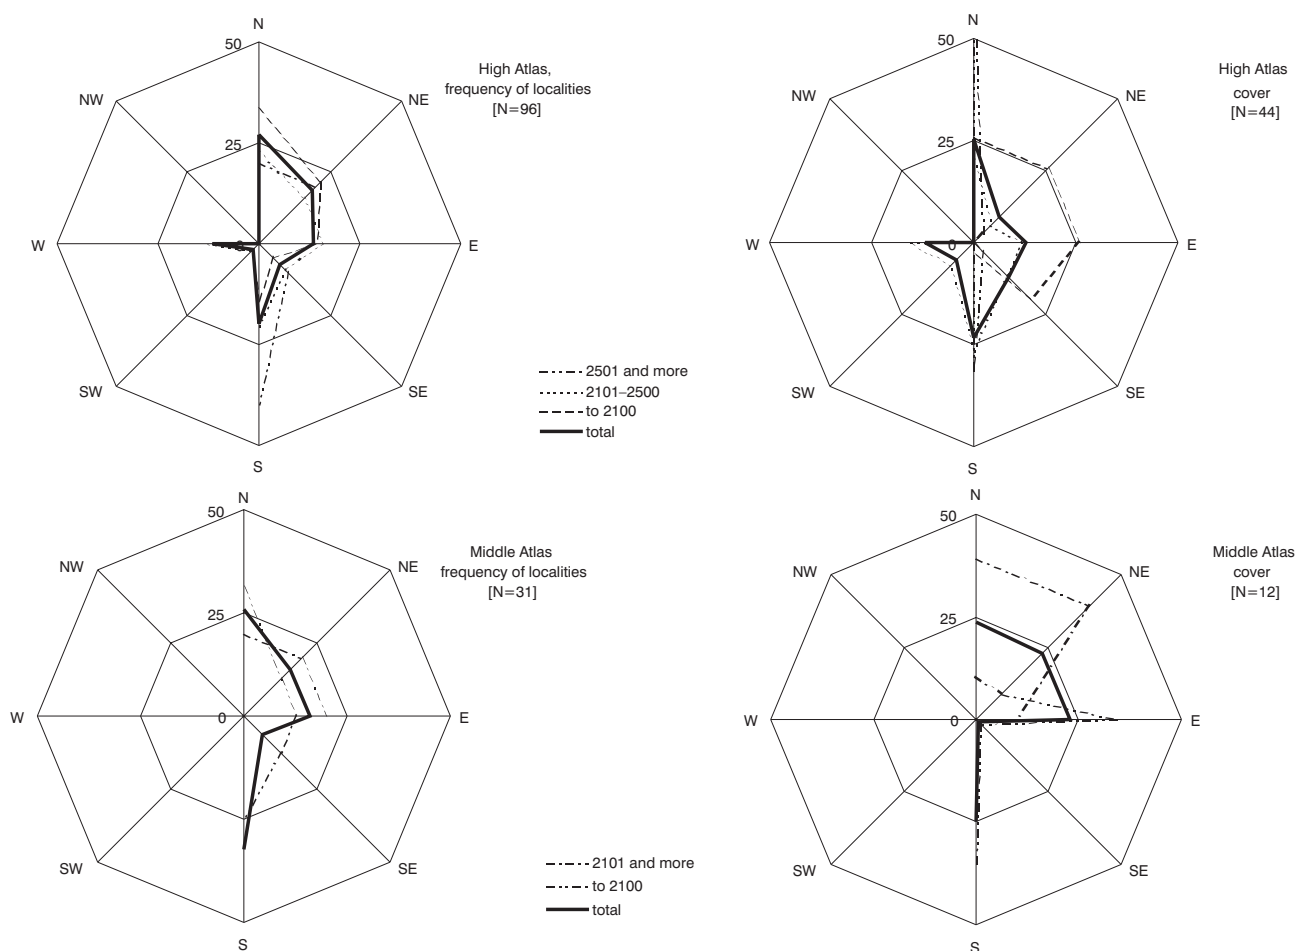 N
50
NW
NE
25
W
0
E
SW
SE
S
High Atlas,
frequency of localities
[N=96]
N
50
NW
NE
25
W
0
E
SW
SE
S
High Atlas
cover
[N=44]
2501 and more
2101–2500
to 2100
total
N
50
NW
NE
25
W
0
E
SW
SE
S
Middle Atlas
frequency of localities
[N=31]
N
50
NW
NE
25
W
0
E
SW
SE
S
Middle Atlas
cover
[N=12]
2101 and more
to 2100
total